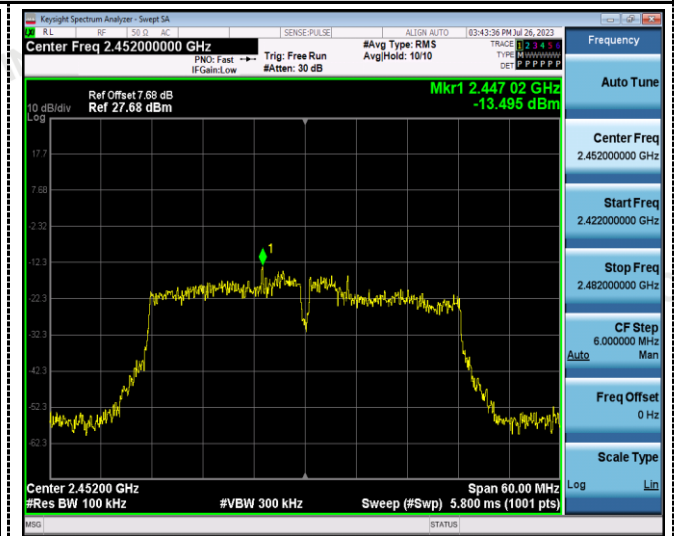 Keysight Spectrum Analyzer - Swept SA
RL RF 50 Ω AC SENSE:PULSE ALIGN AUTO 03:43:36 PM Jul 26, 2023
Center Freq 2.452000000 GHz
PNO: Fast
IFGain:Low
Trig: Free Run
#Atten: 30 dB
#Avg Type: RMS
Avg|Hold: 10/10
TRACE 1 2 3 4 5 6
TYPE M WWWWW
DET P P P P P P
Ref Offset 7.68 dB
10 dB/div Ref 27.68 dBm
Log
Mkr1 2.447 02 GHz
-13.495 dBm
17.7
7.68
-2.32
-12.3
-22.3
-32.3
-42.3
-52.3
-62.3
1
Center 2.45200 GHz Span 60.00 MHz
#Res BW 100 kHz #VBW 300 kHz Sweep (#Swp) 5.800 ms (1001 pts)
MSG STATUS
Frequency
Auto Tune
Center Freq
2.452000000 GHz
Start Freq
2.422000000 GHz
Stop Freq
2.482000000 GHz
CF Step
6.000000 MHz
Auto Man
Freq Offset
0 Hz
Scale Type
Log Lin